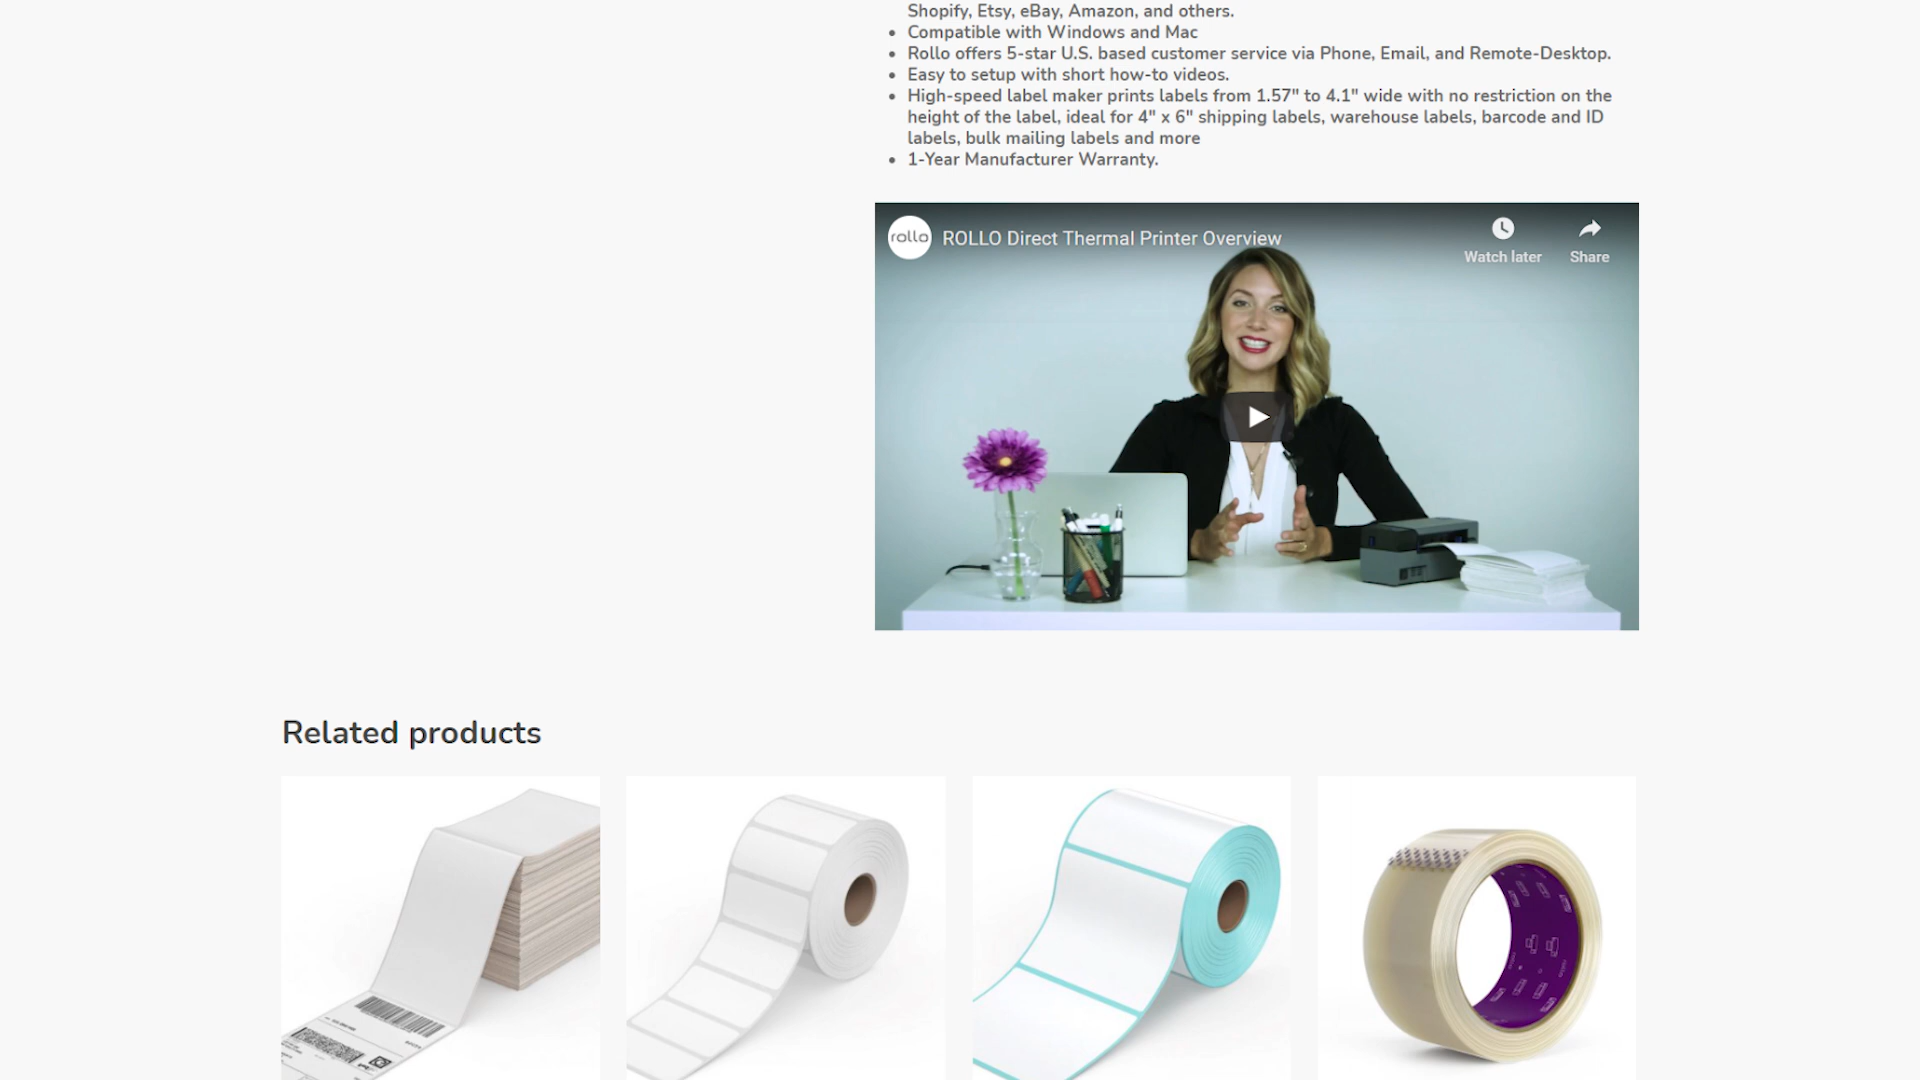 Shopify, Etsy, eBay, Amazon, and others.
• Compatible with Windows and Mac
• Rollo offers 5-star U.S. based customer service via Phone, Email, and Remote-Desktop.
• Easy to setup with short how-to videos.
• High-speed label maker prints labels from 1.57" to 4.1" wide with no restriction on the
height of the label, ideal for 4" x 6" shipping labels, warehouse labels, barcode and ID
labels, bulk mailing labels and more
• 1-Year Manufacturer Warranty.
rollo
ROLLO Direct Thermal Printer Overview
Watch later
Share
Related products